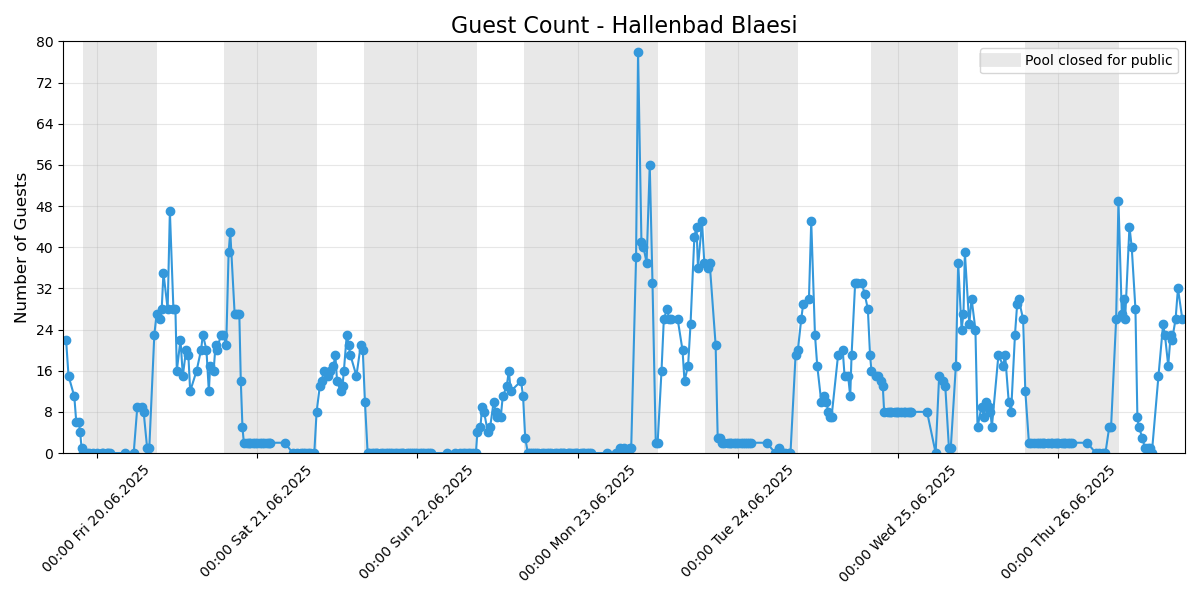 Guest Count - Hallenbad Blaesi
Pool closed for public
Number of Guests
80
72
64
56
48
40
32
24
16
8
0
00:00 Fri 20.06.2025
00:00 Sat 21.06.2025
00:00 Sun 22.06.2025
00:00 Mon 23.06.2025
00:00 Tue 24.06.2025
00:00 Wed 25.06.2025
00:00 Thu 26.06.2025